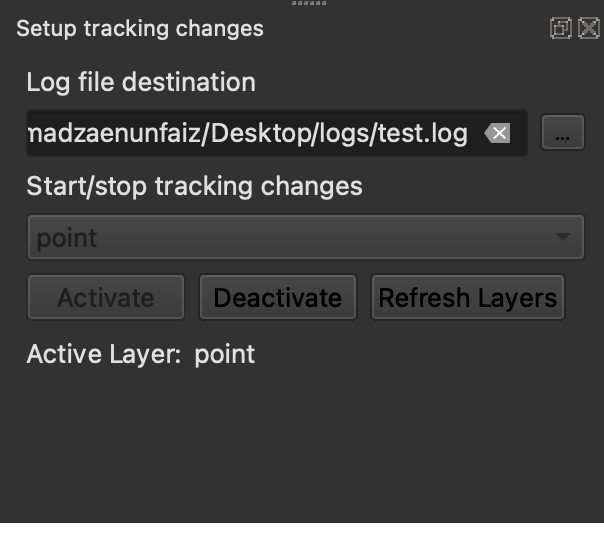 Setup tracking changes
Log file destination
madzaenunfaiz/Desktop/logs/test.log
...
Start/stop tracking changes
point
Activate Deactivate Refresh Layers
Active Layer: point